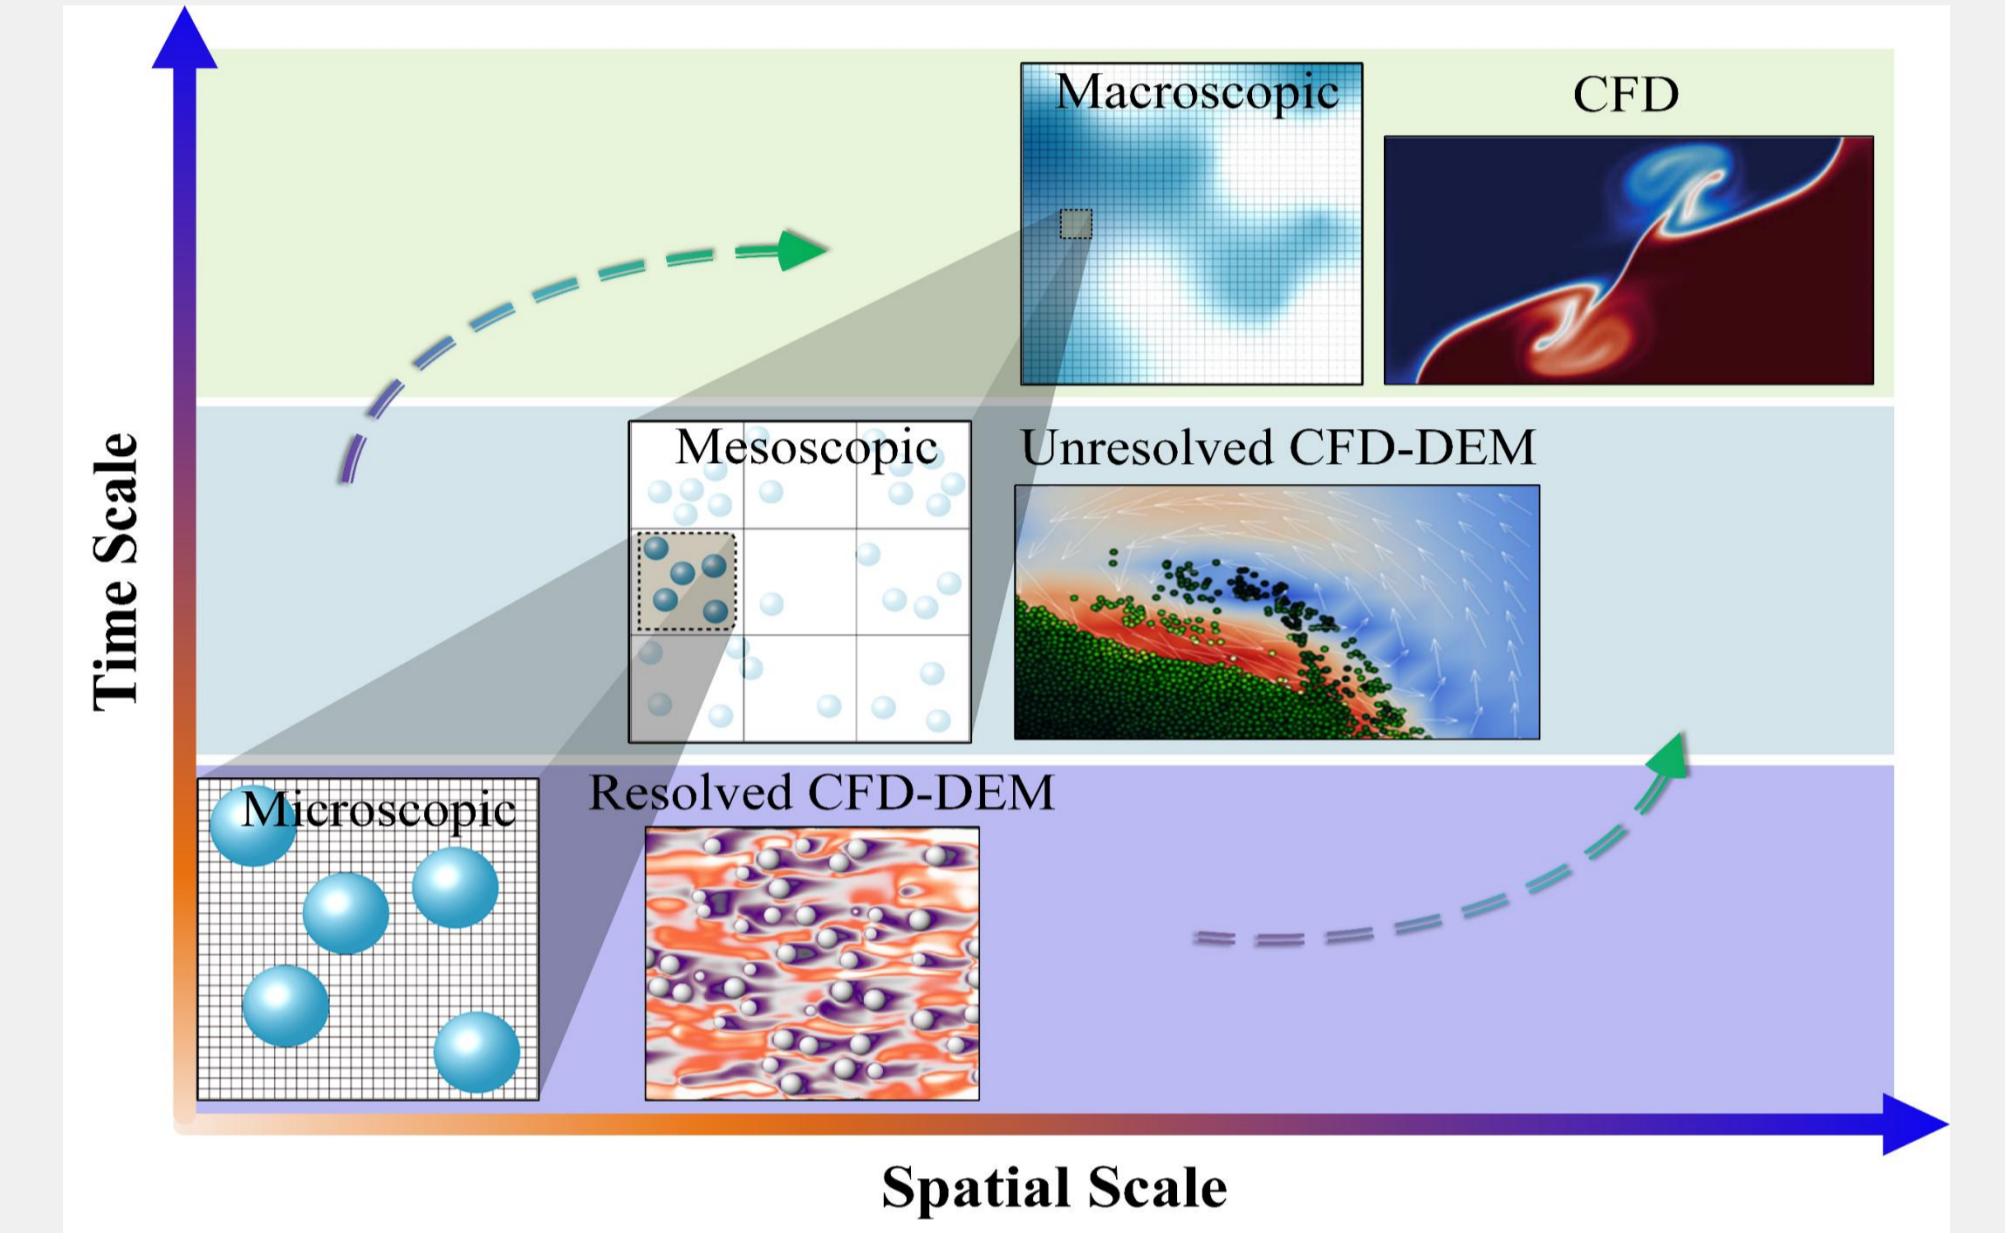 Macroscopic
CFD
Mesoscopic
Unresolved CFD-DEM
Microscopic
Resolved CFD-DEM
Time Scale
Spatial Scale